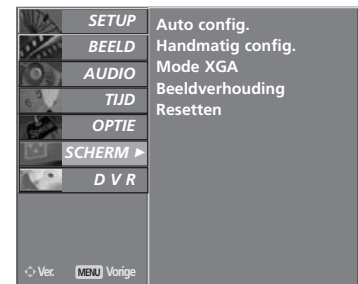 SETUP
BEELD
AUDIO
TIJD
OPTIE
SCHERM ►
D V R
Auto config.
Handmatig config.
Mode XGA
Beeldverhouding
Resetten
Ver. MENU Vorige